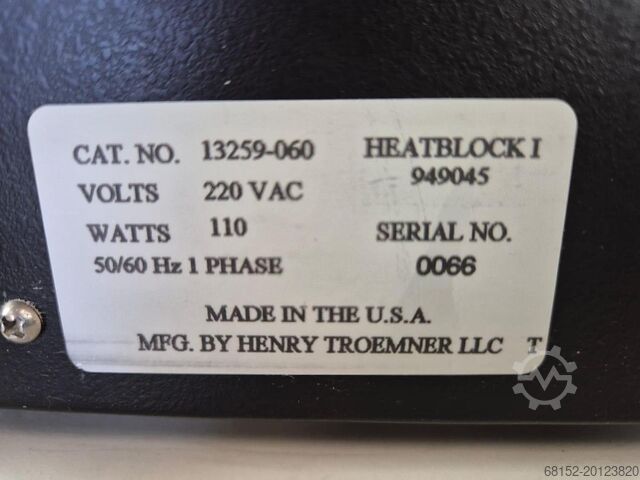 CAT. NO. 13259-060 HEATBLOCK I
949045
VOLTS 220 VAC
WATTS 110 SERIAL NO.
50/60 Hz 1 PHASE 0066
MADE IN THE U.S.A.
MFG. BY HENRY TROEMNER LLC T
68152-20123820